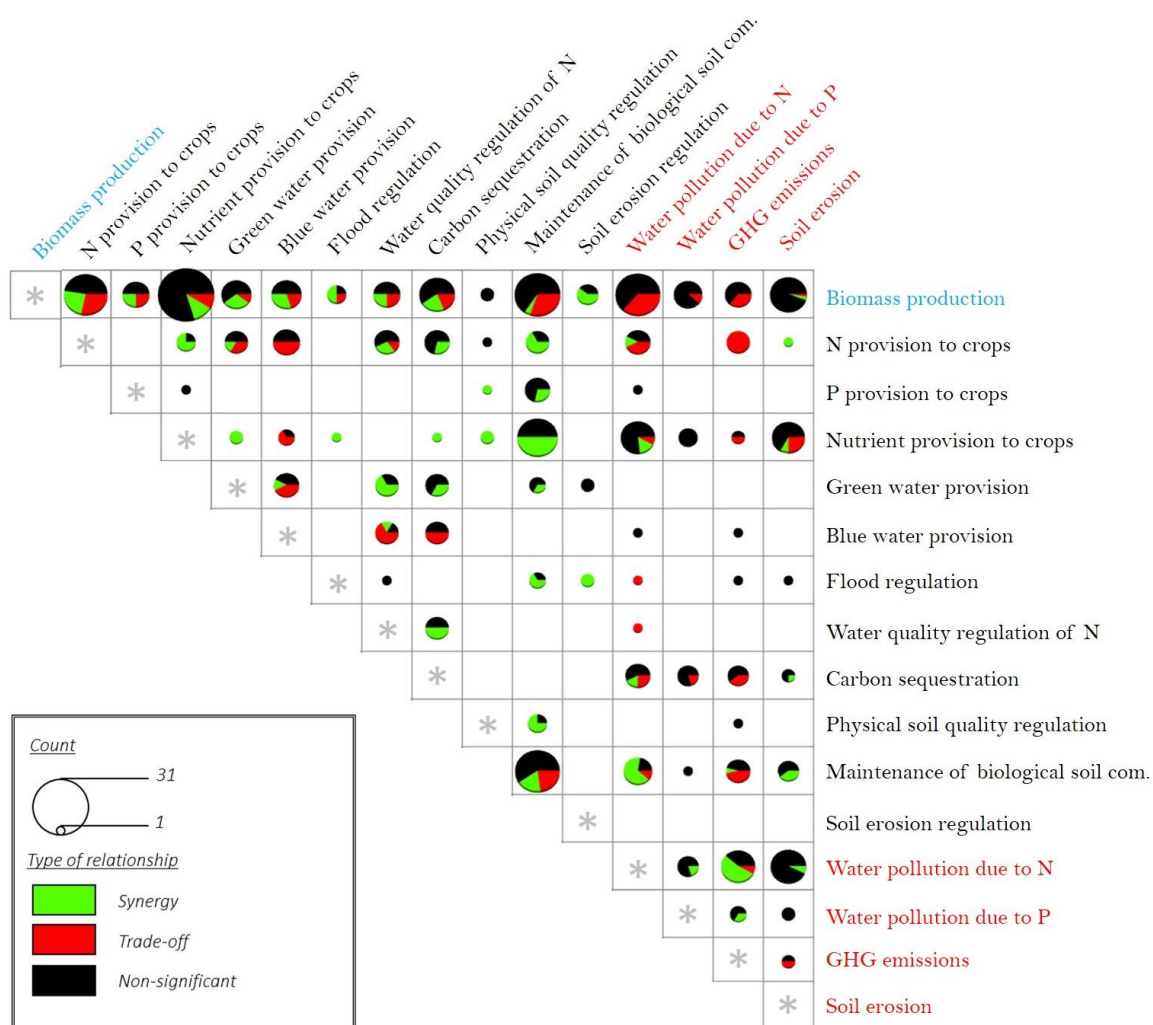 Biomass production
N provision to crops
P provision to crops
Nutrient provision to crops
Green water provision
Blue water provision
Flood regulation
Water quality regulation of N
Carbon sequestration
Physical soil quality regulation
Maintenance of biological soil com.
Soil erosion regulation
Water pollution due to N
Water pollution due to P
GHG emissions
Soil erosion
* Biomass production
* N provision to crops
* P provision to crops
* Nutrient provision to crops
* Green water provision
* Blue water provision
* Flood regulation
* Water quality regulation of N
* Carbon sequestration
* Physical soil quality regulation
Maintenance of biological soil com.
* Soil erosion regulation
* Water pollution due to N
* Water pollution due to P
* GHG emissions
* Soil erosion
Count
31
1
Type of relationship
Synergy
Trade-off
Non-significant